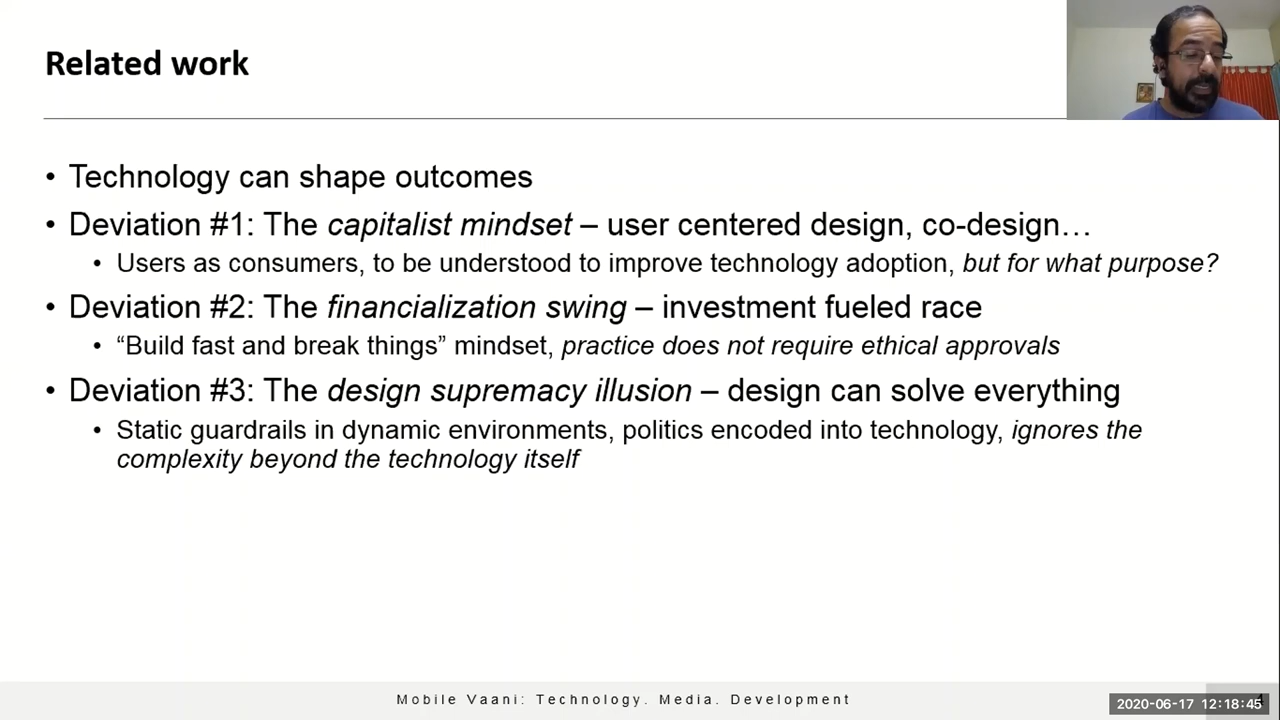 Related work
• Technology can shape outcomes
• Deviation #1: The capitalist mindset – user centered design, co-design…
• Users as consumers, to be understood to improve technology adoption, but for what purpose?
• Deviation #2: The financialization swing – investment fueled race
• “Build fast and break things” mindset, practice does not require ethical approvals
• Deviation #3: The design supremacy illusion – design can solve everything
• Static guardrails in dynamic environments, politics encoded into technology, ignores the
complexity beyond the technology itself
Mobile Vaani: Technology. Media. Development
2020-06-17 12:18:45